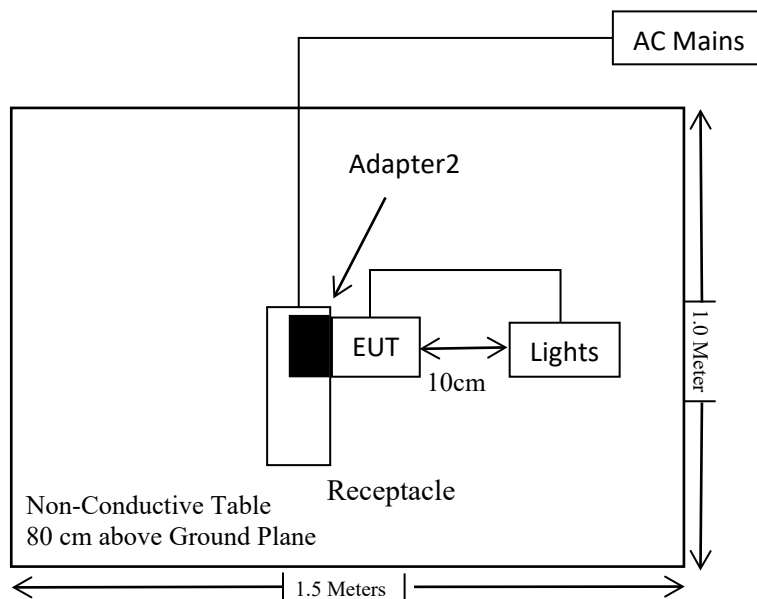 AC Mains
Adapter2
EUT
Lights
10cm
1.0 Meter
Receptacle
Non-Conductive Table
80 cm above Ground Plane
1.5 Meters